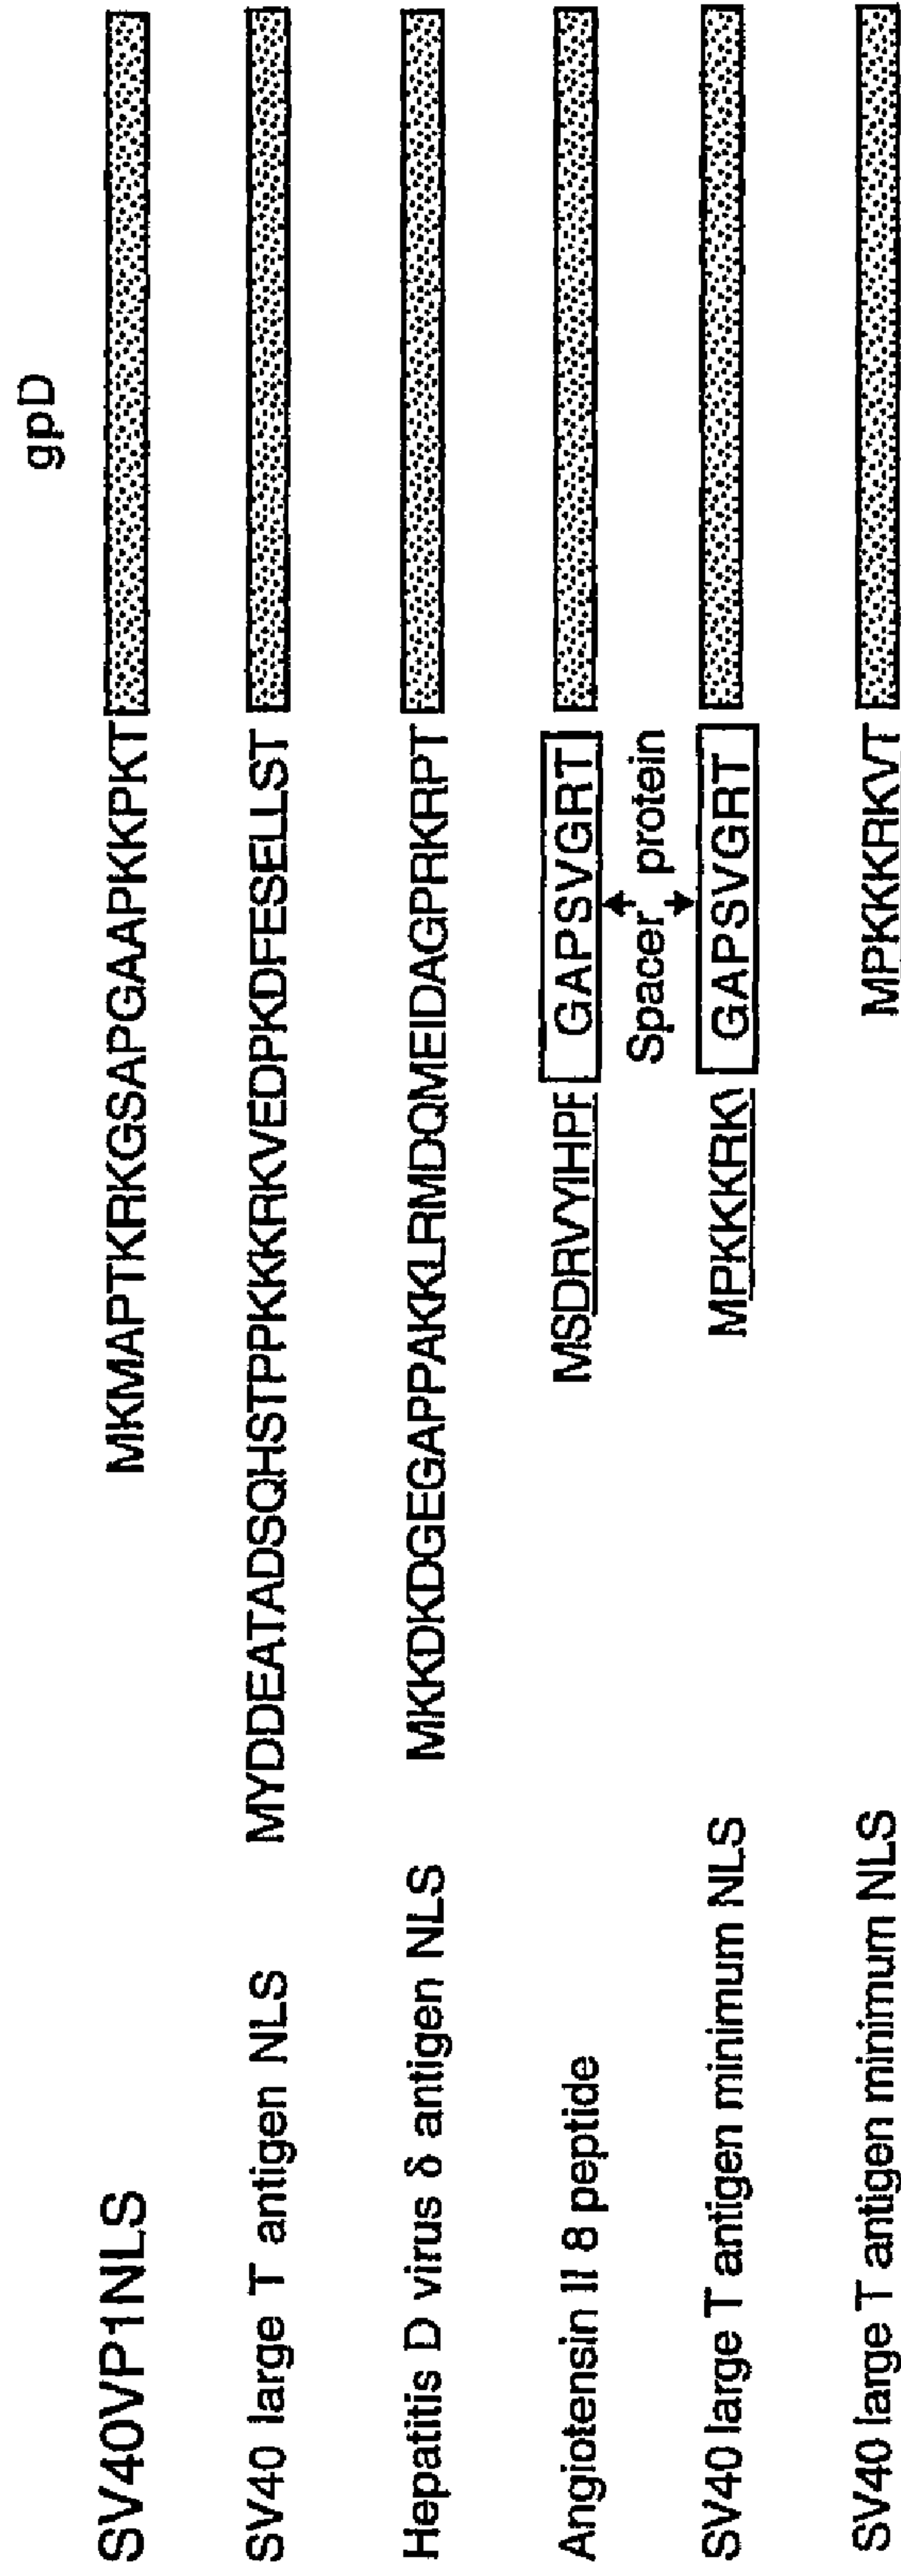 gpD
SV40VP1NLS MKMAPTKRKGSAPGAAPKKPKT
SV40 large T antigen NLS MYDDEATADSQHSTPPKKKRKVEDPKDFESELLST
Hepatitis D virus δ antigen NLS MKKDKDGEGAPPAKKLRMDQMEIDAGPRKRPT
Angiotensin II 8 peptide MSDRVYIHPF GAPSVGRT
Spacer protein
SV40 large T antigen minimum NLS MPKKKRKV GAPSVGRT
SV40 large T antigen minimum NLS MPKKKRKVT